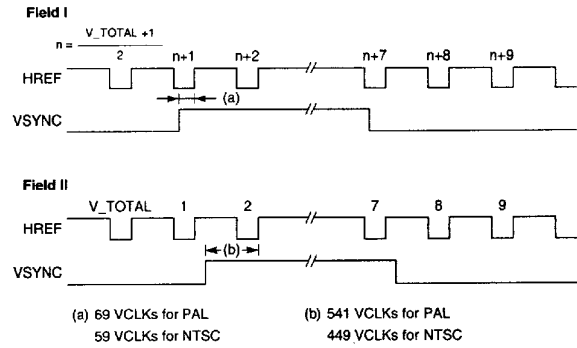 Field I
n = V_TOTAL +1
2
n+1 n+2 n+7 n+8 n+9
HREF
(a)
VSYNC
Field II
V_TOTAL 1 2 7 8 9
HREF
(b)
VSYNC
(a) 69 VCLKs for PAL (b) 541 VCLKs for PAL
59 VCLKs for NTSC 449 VCLKs for NTSC